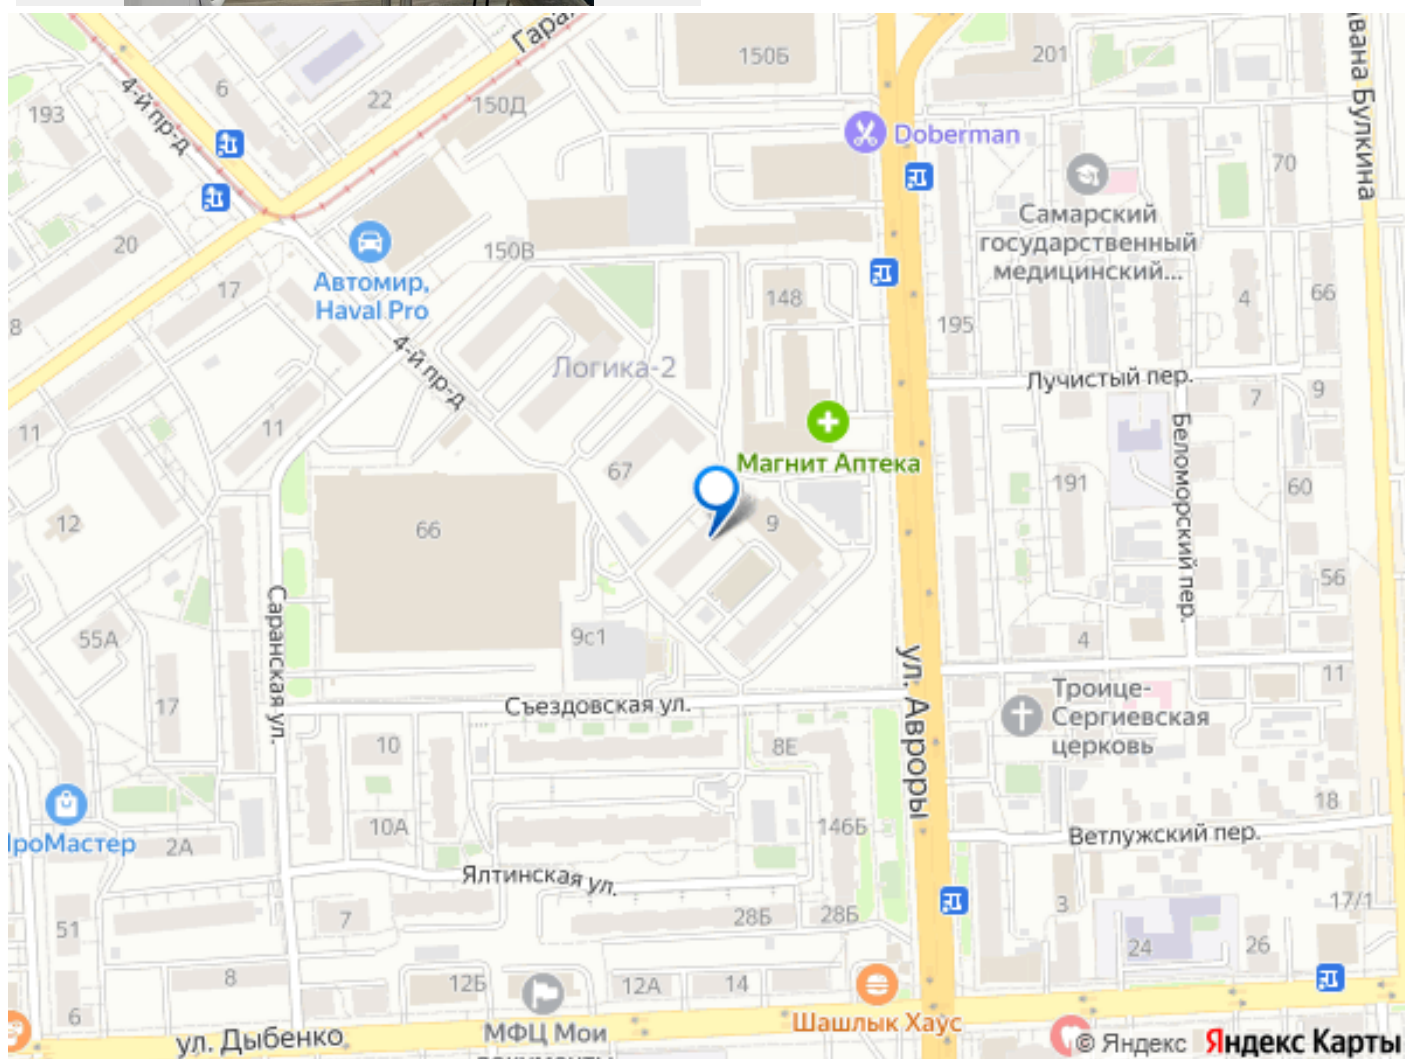 150Б
201
193
6
22
150Д
4-й пр-д
Doberman
70
Самарский
государственный
медицинский...
20
150В
Автомир,
Haval Pro
17
148
4
66
195
8
4-й пр-д
Логика-2
Лучистый пер.
7
9
11
11
67
Магнит Аптека
191
60
Беломорский пер.
12
66
9
56
55А
9с1
Саранская ул.
4
11
17
Съездовская ул.
ул. Авроры
Троице-
Сергиевская
церковь
10
8Е
18
10А
146Б
Ветлужский пер.
2А
Ялтинская ул.
51
7
28Б
28Б
3
17/1
24
26
8
12Б
12А
14
6
ул. Дыбенко
МФЦ Мои
Шашлык Хаус
© Яндекс Яндекс Карты